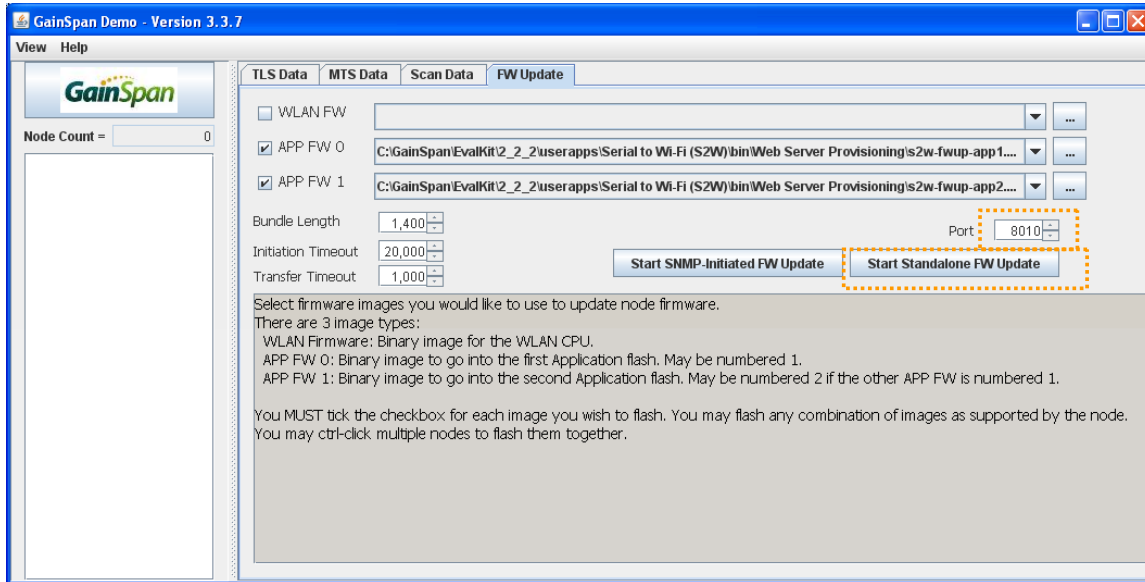 GainSpan Demo - Version 3.3.7
View Help
GainSpan
Node Count = 0
TLS Data MTS Data Scan Data FW Update
WLAN FW ...
APP FW 0 C:\GainSpan\EvalKit\2_2_2\userapps\Serial to Wi-Fi (S2W)\bin\Web Server Provisioning\s2w-fwup-app1.... ...
APP FW 1 C:\GainSpan\EvalKit\2_2_2\userapps\Serial to Wi-Fi (S2W)\bin\Web Server Provisioning\s2w-fwup-app2.... ...
Bundle Length 1,400 Port 8010
Initiation Timeout 20,000
Start SNMP-Initiated FW Update Start Standalone FW Update
Transfer Timeout 1,000
Select firmware images you would like to use to update node firmware.
There are 3 image types:
WLAN Firmware: Binary image for the WLAN CPU.
APP FW 0: Binary image to go into the first Application flash. May be numbered 1.
APP FW 1: Binary image to go into the second Application flash. May be numbered 2 if the other APP FW is numbered 1.
You MUST tick the checkbox for each image you wish to flash. You may flash any combination of images as supported by the node.
You may ctrl-click multiple nodes to flash them together.